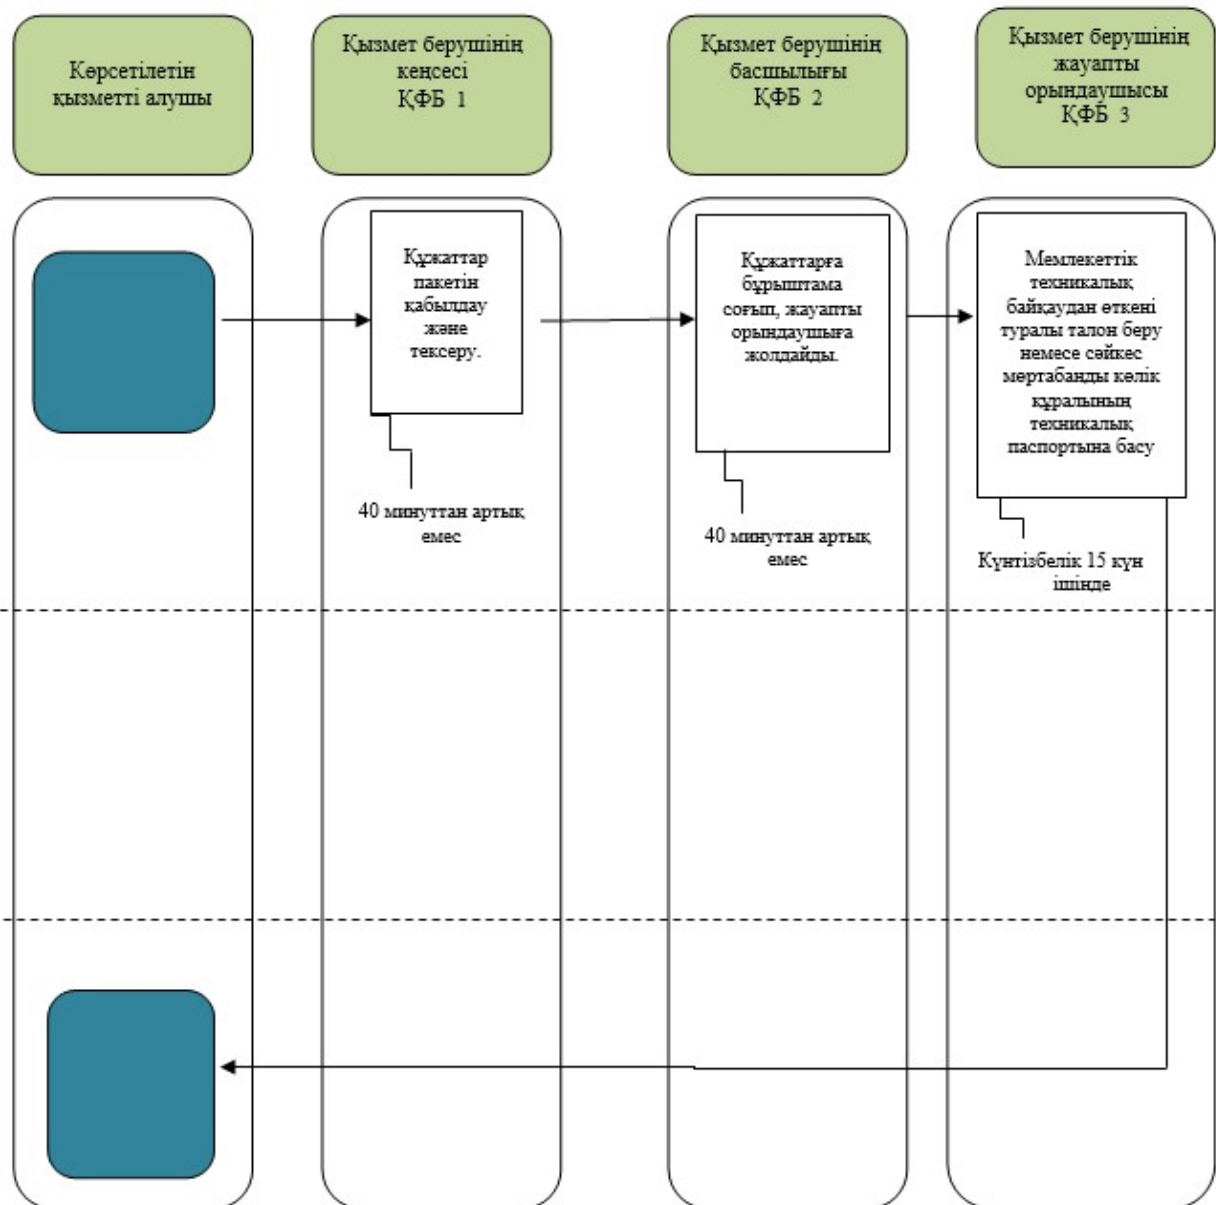 Көрсетілетін
қызметті алушы
Қызмет берушінің
кеңсесі
ҚФБ 1
Қызмет берушінің
басшылығы
ҚФБ 2
Қызмет берушінің
жауапты
орындаушысы
ҚФБ 3
Құжаттар
пакетін
қабылдау
және
тексеру.
40 минуттан артық
емес
Құжаттарға
бұрыштама
соғып, жауапты
орындаушыға
жолдайды.
40 минуттан артық
емес
Мемлекеттік
техникалық
байқаудан өткені
туралы талон беру
немесе сәйкес
мөртабанды көлік
құралының
техникалық
паспортына басу
Күнтізбелік 15 күн
ішінде